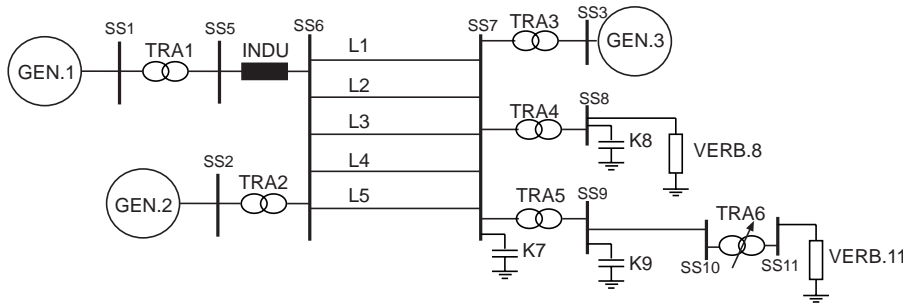 SS1
TRA1
SS5
INDU
SS6
L1
SS7
TRA3
SS3
GEN.1
GEN.3
L2
L3
TRA4
SS8
K8
VERB.8
L4
SS2
TRA2
GEN.2
L5
TRA5
SS9
K7
K9
SS10
TRA6
SS11
VERB.11